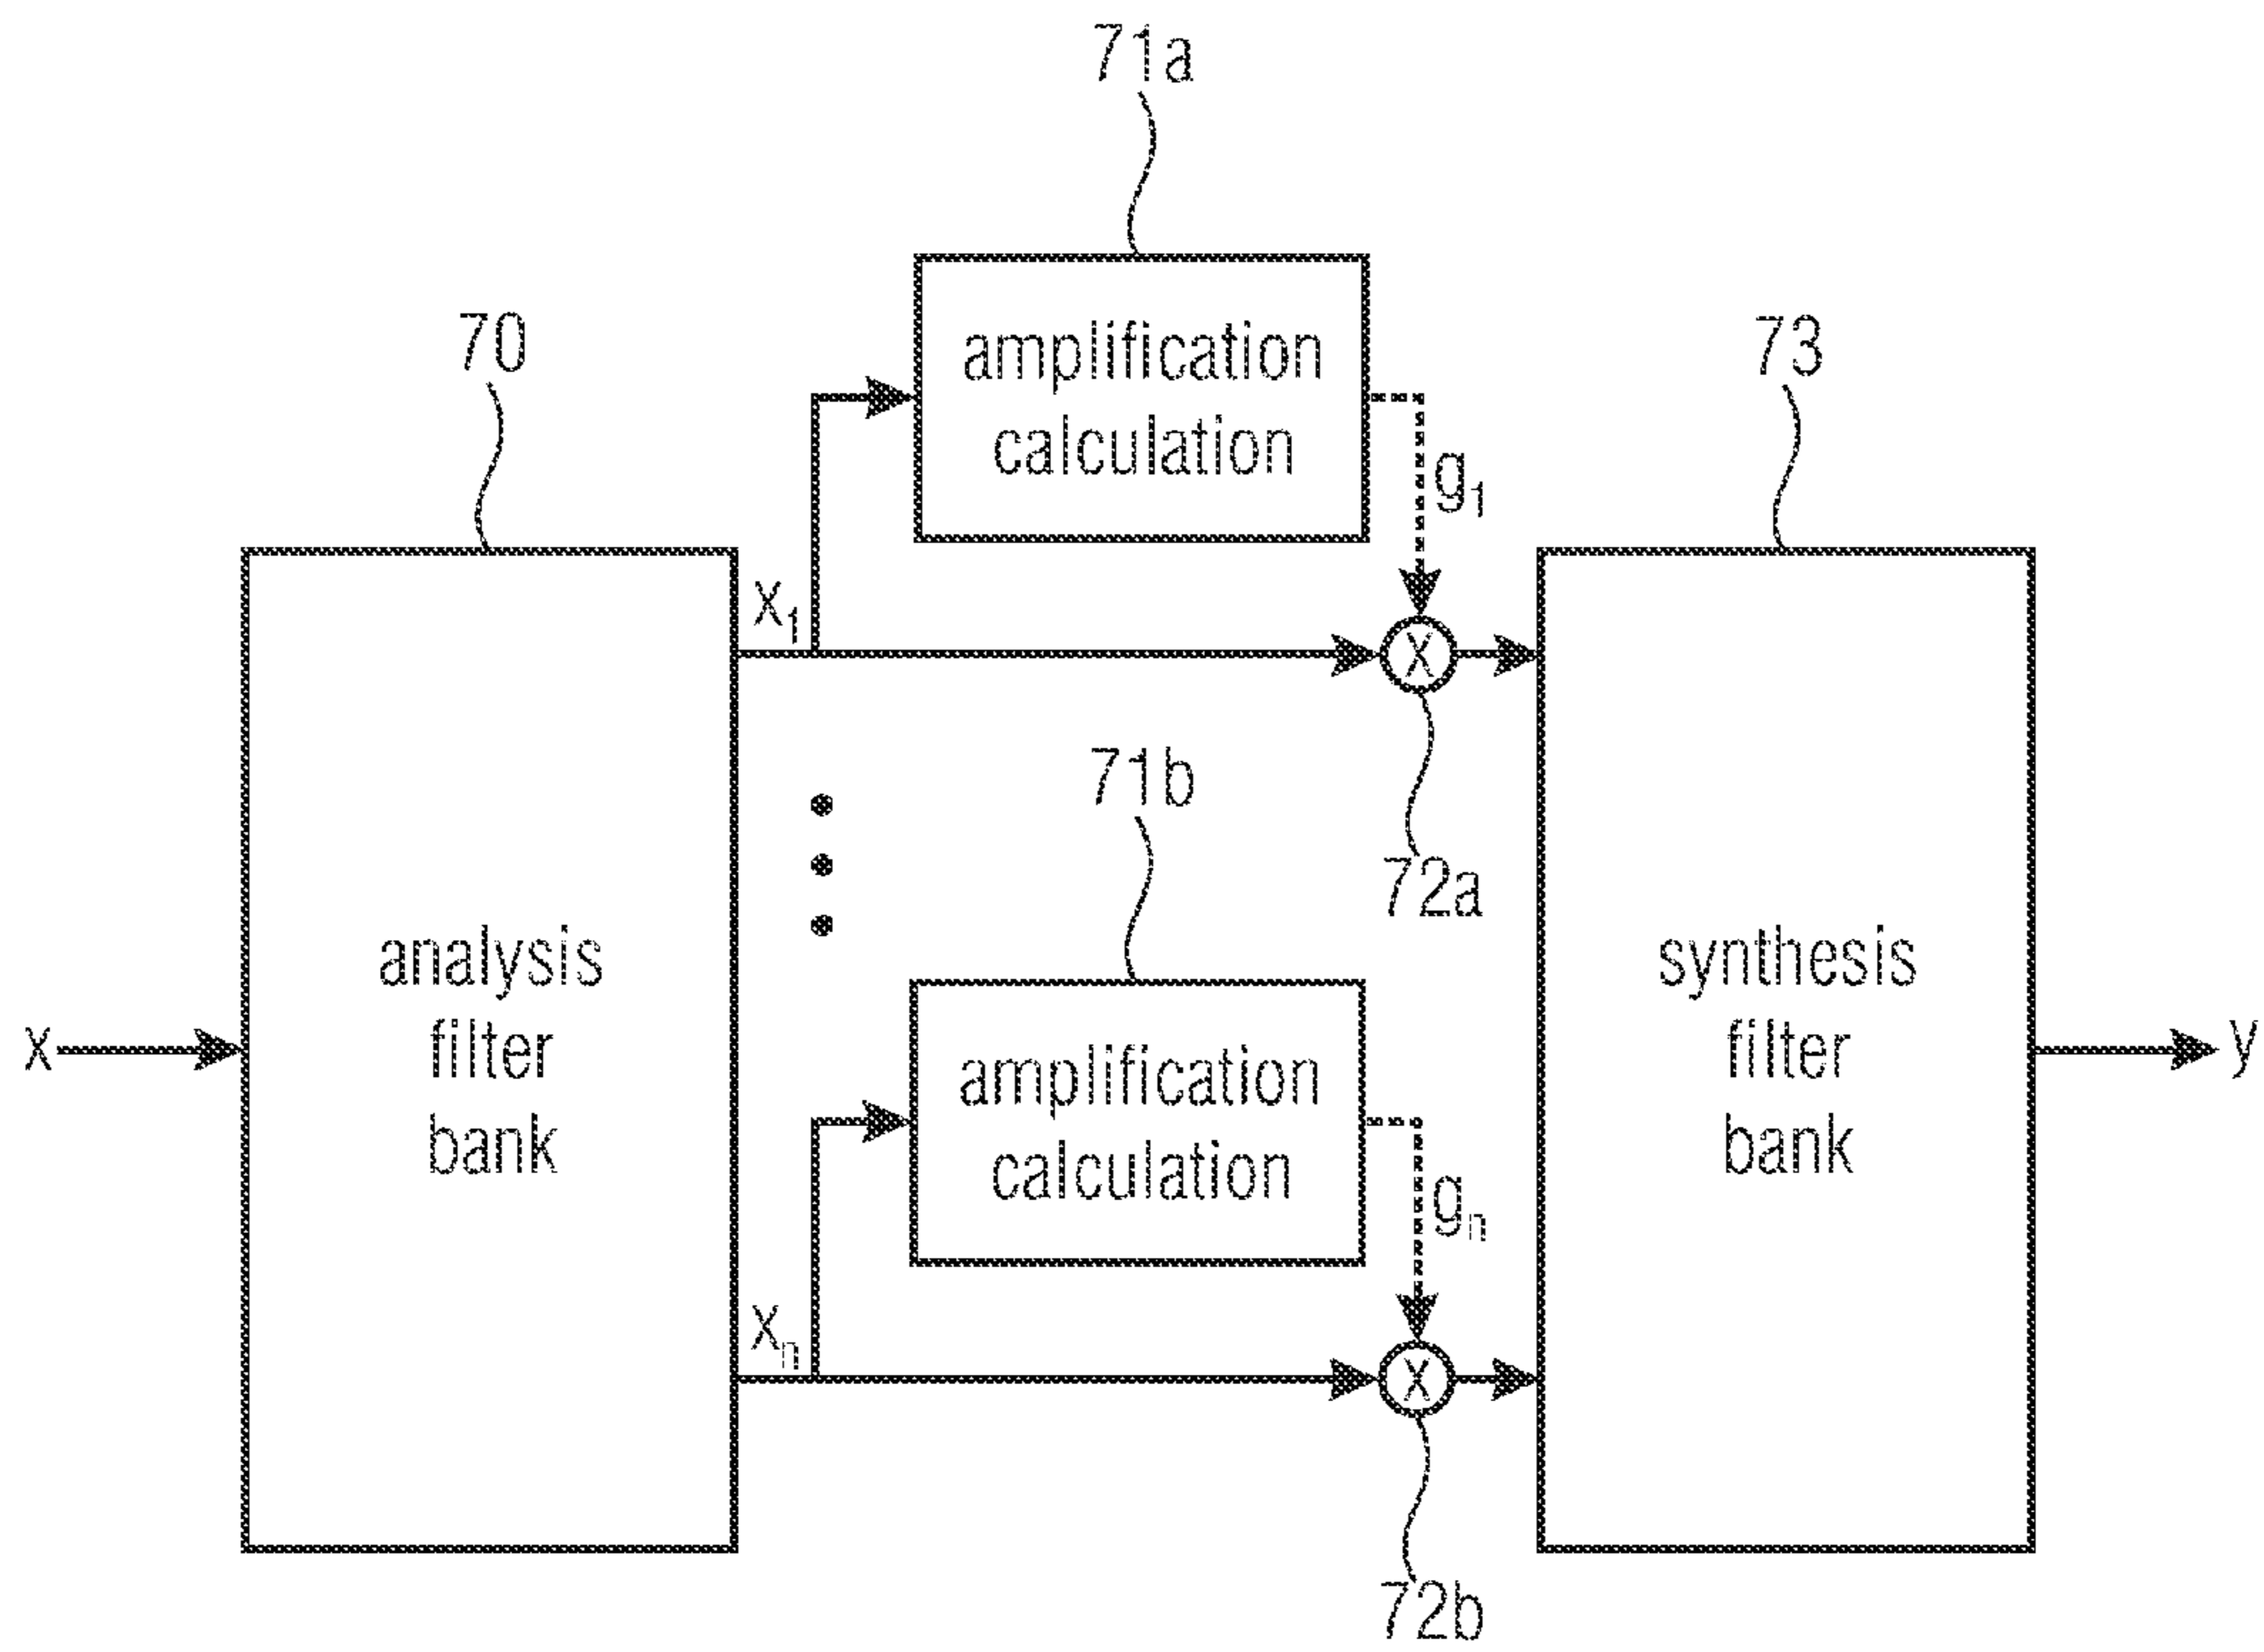 71a
70
amplification
calculation
73
g1
x1
x
71b
72a
analysis
filter
bank
synthesis
filter
bank
x
y
amplification
calculation
gn
xn
x
72b